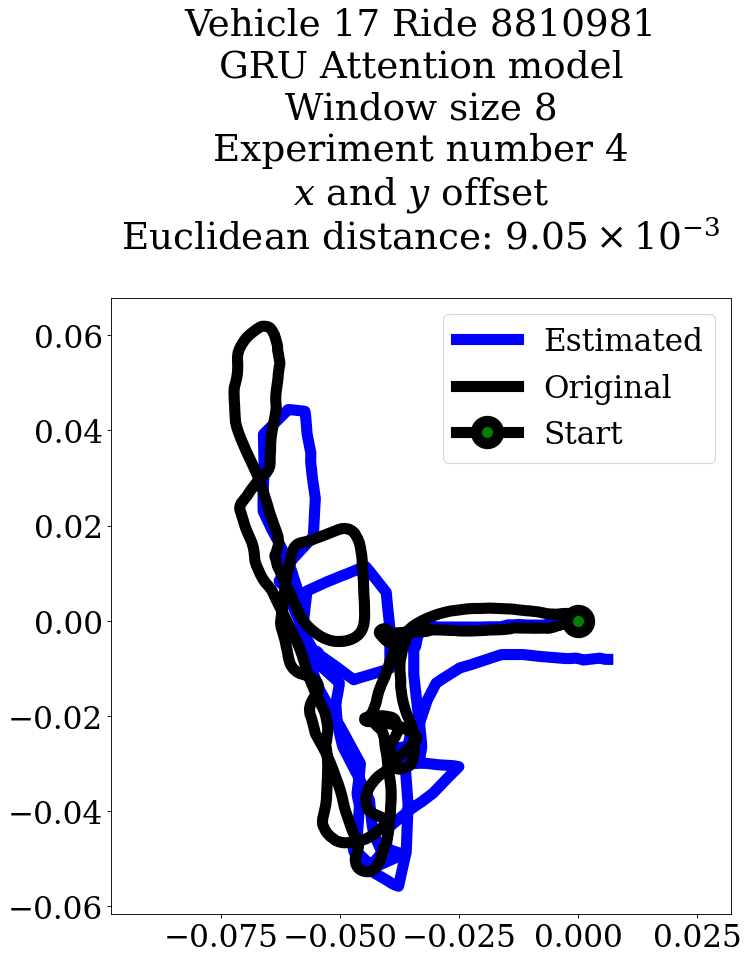 Vehicle 17 Ride 8810981
GRU Attention model
Window size 8
Experiment number 4
x and y offset
Euclidean distance: 9.05 × 10⁻³
Estimated
Original
Start
0.06
0.04
0.02
0.00
−0.02
−0.04
−0.06
−0.075 −0.050 −0.025 0.000 0.025